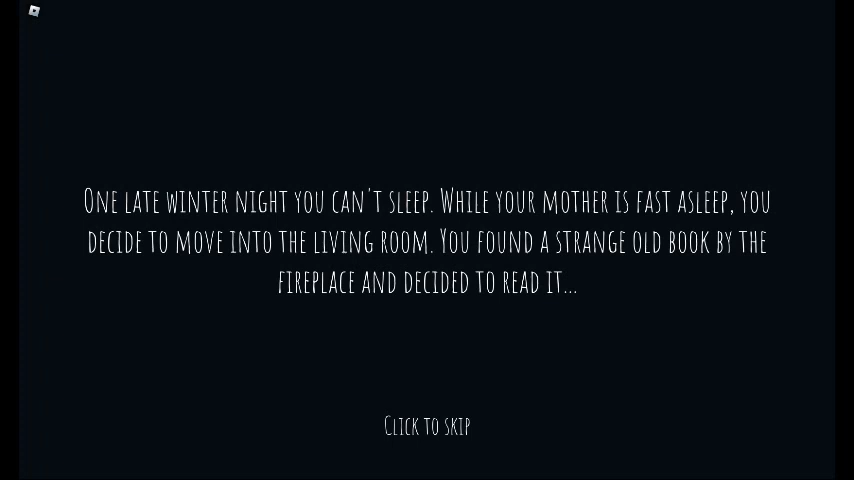 One late winter night you can't sleep. While your mother is fast asleep, you
decide to move into the living room. You found a strange old book by the
fireplace and decided to read it...
Click to skip